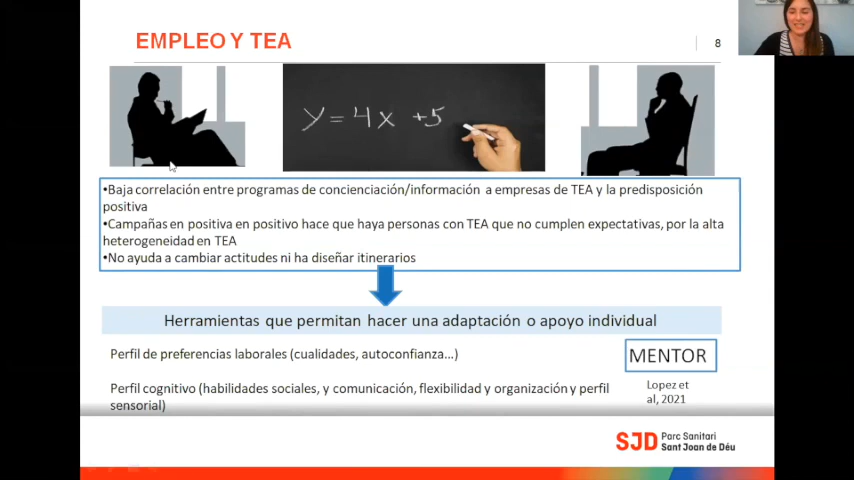 EMPLEO Y TEA
8
y = 4x +5
•Baja correlación entre programas de concienciación/información a empresas de TEA y la predisposición
positiva
•Campañas en positiva en positivo hace que haya personas con TEA que no cumplen expectativas, por la alta
heterogeneidad en TEA
•No ayuda a cambiar actitudes ni ha diseñar itinerarios
Herramientas que permitan hacer una adaptación o apoyo individual
Perfil de preferencias laborales (cualidades, autoconfianza...)
MENTOR
Perfil cognitivo (habilidades sociales, y comunicación, flexibilidad y organización y perfil
sensorial)
Lopez et
al, 2021
SJD Parc Sanitari
Sant Joan de Déu